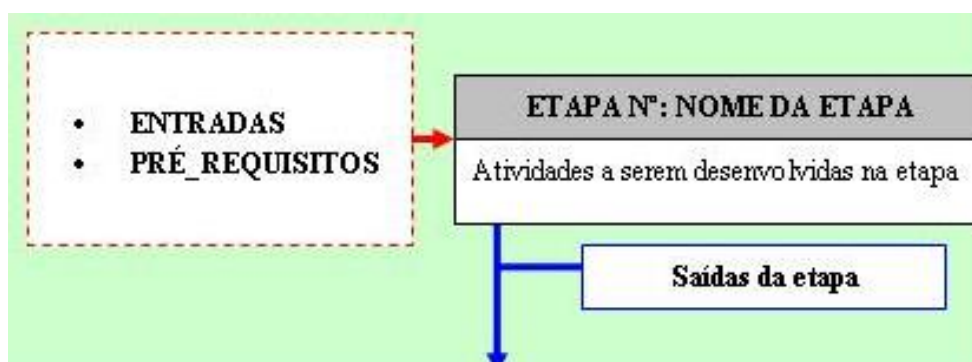 • ENTRADAS
• PRÉ_REQUISITOS
ETAPA Nº: NOME DA ETAPA
Atividades a serem desenvolvidas na etapa
Saídas da etapa